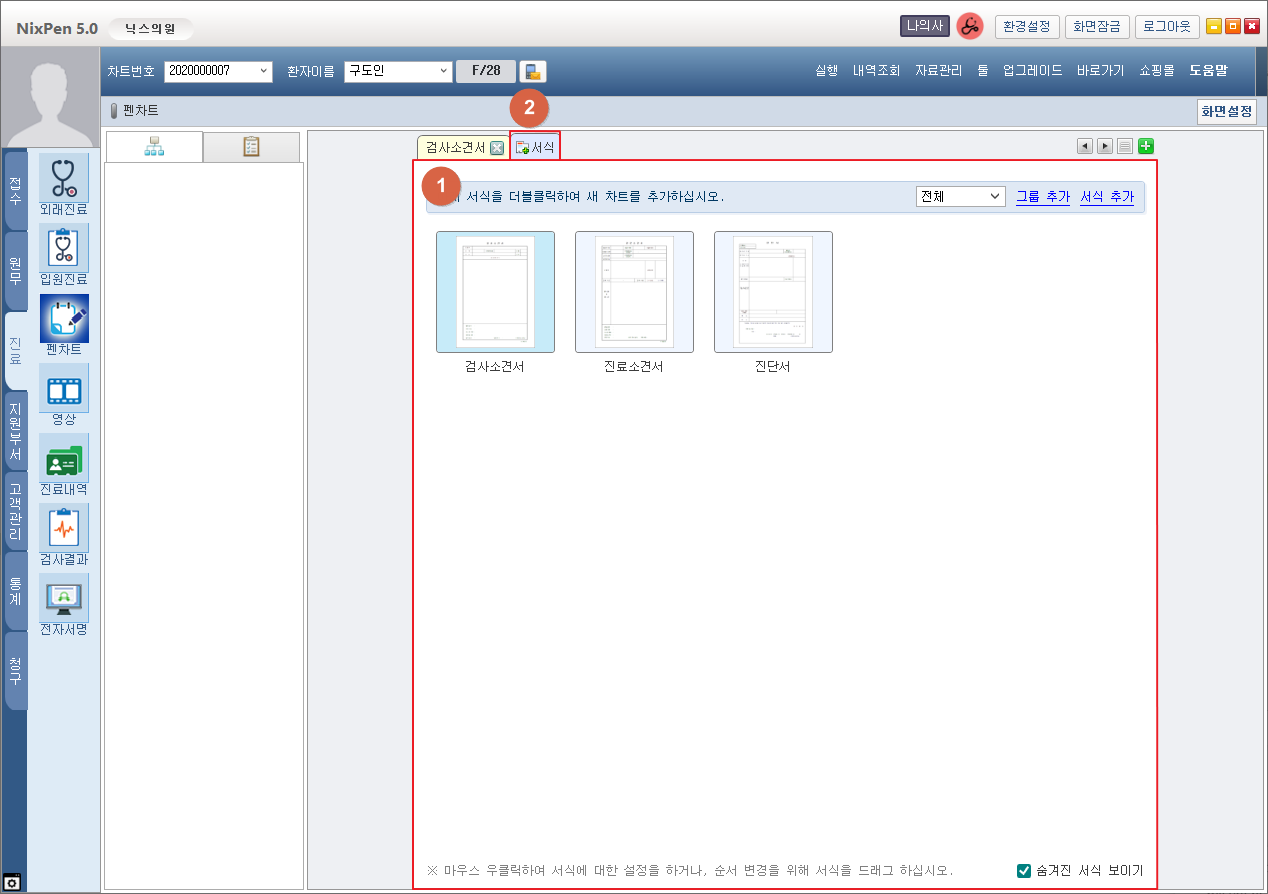 NixPen 5.0 닉스의원 나의사 환경설정 화면잠금 로그아웃
차트번호 2020000007 환자이름 구도인 F/28 실행 내역조회 자료관리 툴 업그레이드 바로가기 쇼핑몰 도움말
펜차트 2 화면설정
검사소견서 서식
1 서식을 더블클릭하여 새 차트를 추가하십시오. 전체 그룹 추가 서식 추가
접수
원무
진료
지원부서
고객관리
통계
청구
외래진료
입원진료
펜차트
영상
진료내역
검사결과
전자서명
검사소견서 진료소견서 진단서
※ 마우스 우클릭하여 서식에 대한 설정을 하거나, 순서 변경을 위해 서식을 드래그 하십시오. 숨겨진 서식 보이기